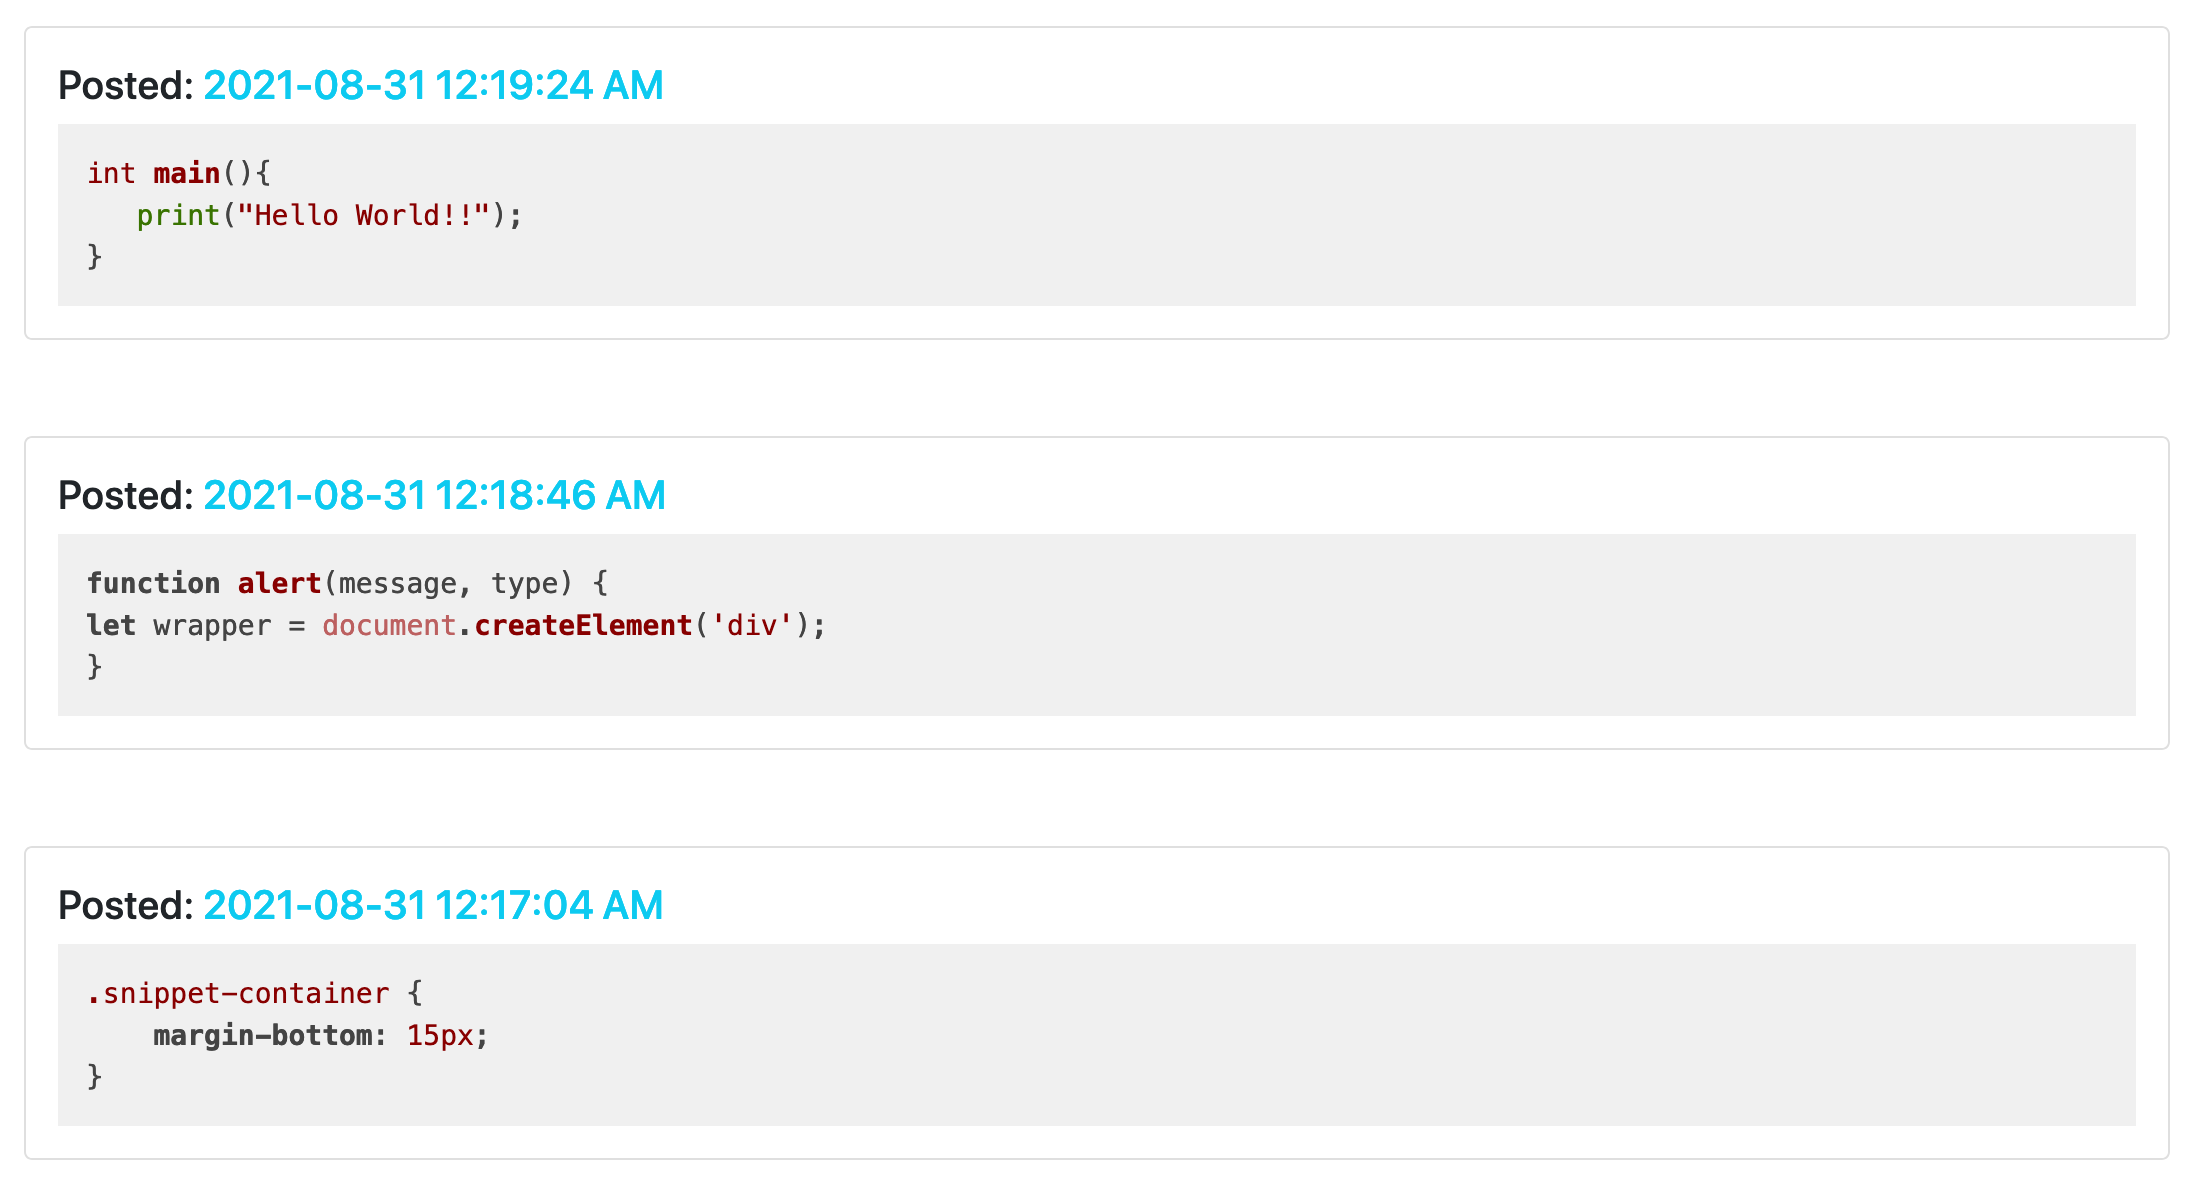 Posted: 2021-08-31 12:19:24 AM
int main(){
   print("Hello World!!");
}
Posted: 2021-08-31 12:18:46 AM
function alert(message, type) {
let wrapper = document.createElement('div');
}
Posted: 2021-08-31 12:17:04 AM
.snippet-container {
    margin-bottom: 15px;
}